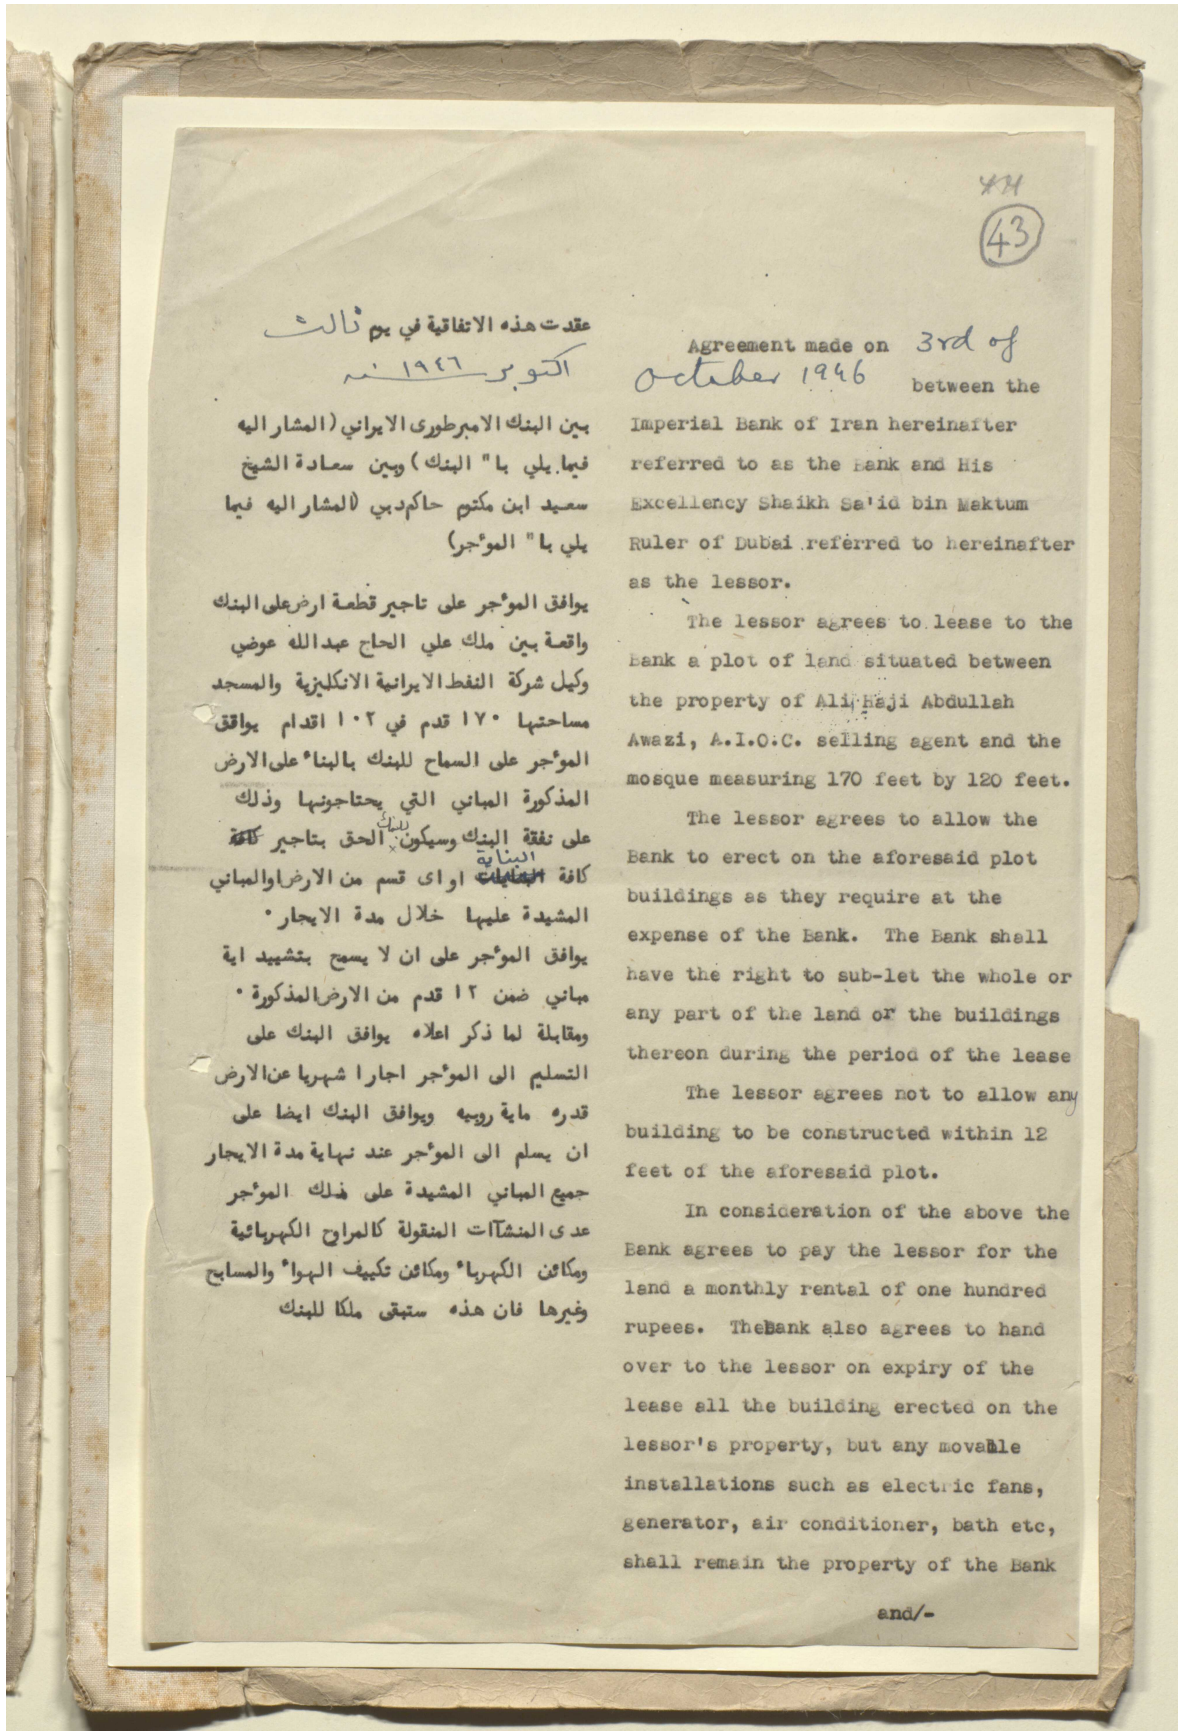 43
عقدت هذه الاتفاقية في يوم ثالث
اكتوبر سنه ١٩٤٦
بين البنك الامبرطورى الايراني (المشار اليه
فيما يلي با " البنك ) وبين سعادة الشيخ
سعيد ابن مكتوم حاكم دبي (المشار اليه فيما
يلي با " الموٴجر)
يوافق الموٴجر على تاجير قطعة ارض على البنك
واقعة بين ملك علي الحاج عبدالله عوضي
وكيل شركة النفط الايرانية الانكليزية والمسجد
مساحتها ١٧٠ قدم في ١٠٢ اقدام يواقق
الموٴجر على السماح للبنك بالبناء على الارض
المذكورة المباني التي يحتاجونها وذلك
على نفقة البنك وسيكون للبنك الحق بتاجير كافة
كافة البناية او اى قسم من الارض اوالمباني
المشيدة عليها خلال مدة الايجار ٠
يوافق الموٴجر على ان لا يسمح بتشييد اية
مباني ضمن ١٢ قدم من الارض المذكورة ٠
ومقابلة لما ذكر اعلاه يوافق البنك على
التسليم الى الموٴجر اجارا شهريا عن الارض
قدره ماية روبيه ويوافق البنك ايضا على
ان يسلم الى الموٴجر عند نهاية مدة الايجار
جميع المباني المشيدة على ملك الموٴجر
عدى المنشآت المنقولة كالمراوح الكهربائية
ومكائن الكهرباء ومكائن تكييف الهواء والمسابح
وغيرها فان هذه ستبقى ملكا للبنك
Agreement made on 3rd of
October 1946 between the
Imperial Bank of Iran hereinafter
referred to as the Bank and His
Excellency Shaikh Sa'id bin Maktum
Ruler of Dubai referred to hereinafter
as the lessor.
The lessor agrees to lease to the
Bank a plot of land situated between
the property of Ali Haji Abdullah
Awazi, A.I.O.C. selling agent and the
mosque measuring 170 feet by 120 feet.
The lessor agrees to allow the
Bank to erect on the aforesaid plot
buildings as they require at the
expense of the Bank. The Bank shall
have the right to sub-let the whole or
any part of the land or the buildings
thereon during the period of the lease
The lessor agrees not to allow any
building to be constructed within 12
feet of the aforesaid plot.
In consideration of the above the
Bank agrees to pay the lessor for the
land a monthly rental of one hundred
rupees. The Bank also agrees to hand
over to the lessor on expiry of the
lease all the building erected on the
lessor's property, but any movable
installations such as electric fans,
generator, air conditioner, bath etc,
shall remain the property of the Bank
and/-